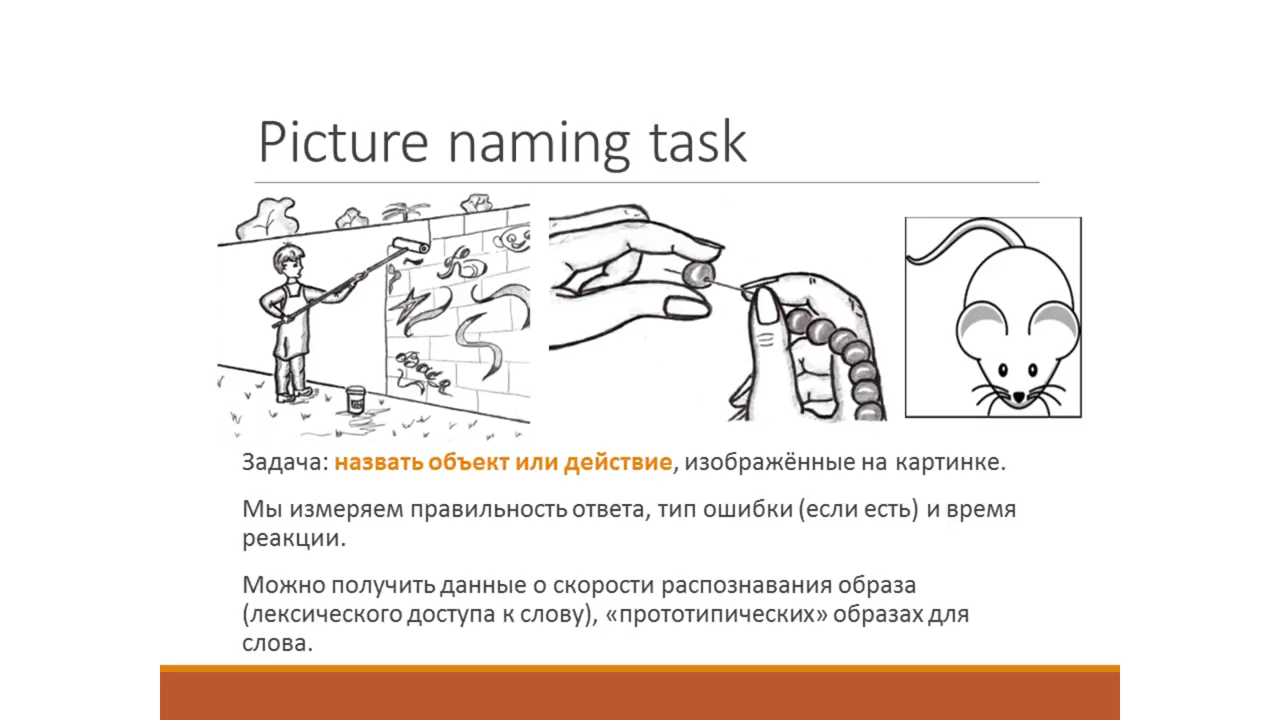 Picture naming task
Задача: назвать объект или действие, изображённые на картинке.
Мы измеряем правильность ответа, тип ошибки (если есть) и время
реакции.
Можно получить данные о скорости распознавания образа
(лексического доступа к слову), «прототипических» образах для
слова.